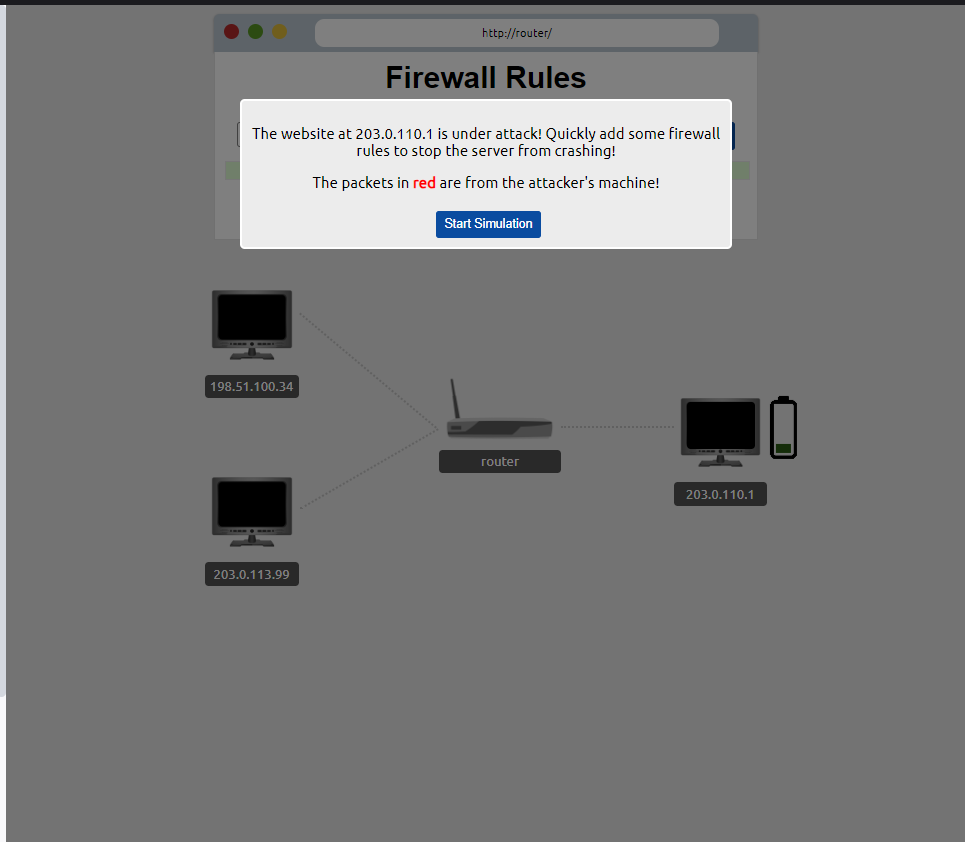 http://router/
Firewall Rules
The website at 203.0.110.1 is under attack! Quickly add some firewall
rules to stop the server from crashing!
The packets in red are from the attacker's machine!
Start Simulation
198.51.100.34
router
203.0.110.1
203.0.113.99